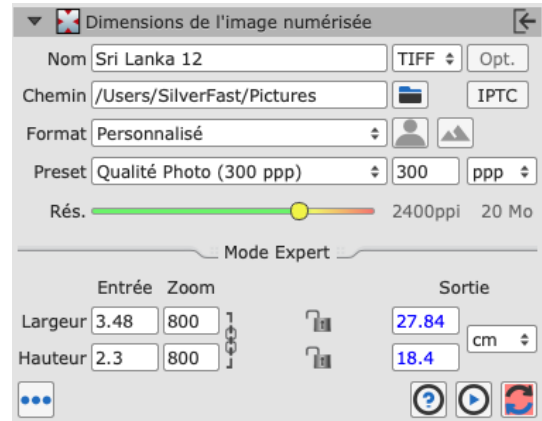 Dimensions de l'image numérisée
Nom Sri Lanka 12 TIFF Opt.
Chemin /Users/SilverFast/Pictures IPTC
Format Personnalisé
Preset Qualité Photo (300 ppp) 300 ppp
Rés. 2400ppi 20 Mo
Mode Expert
Entrée Zoom Sortie
Largeur 3.48 800 27.84
cm
Hauteur 2.3 800 18.4